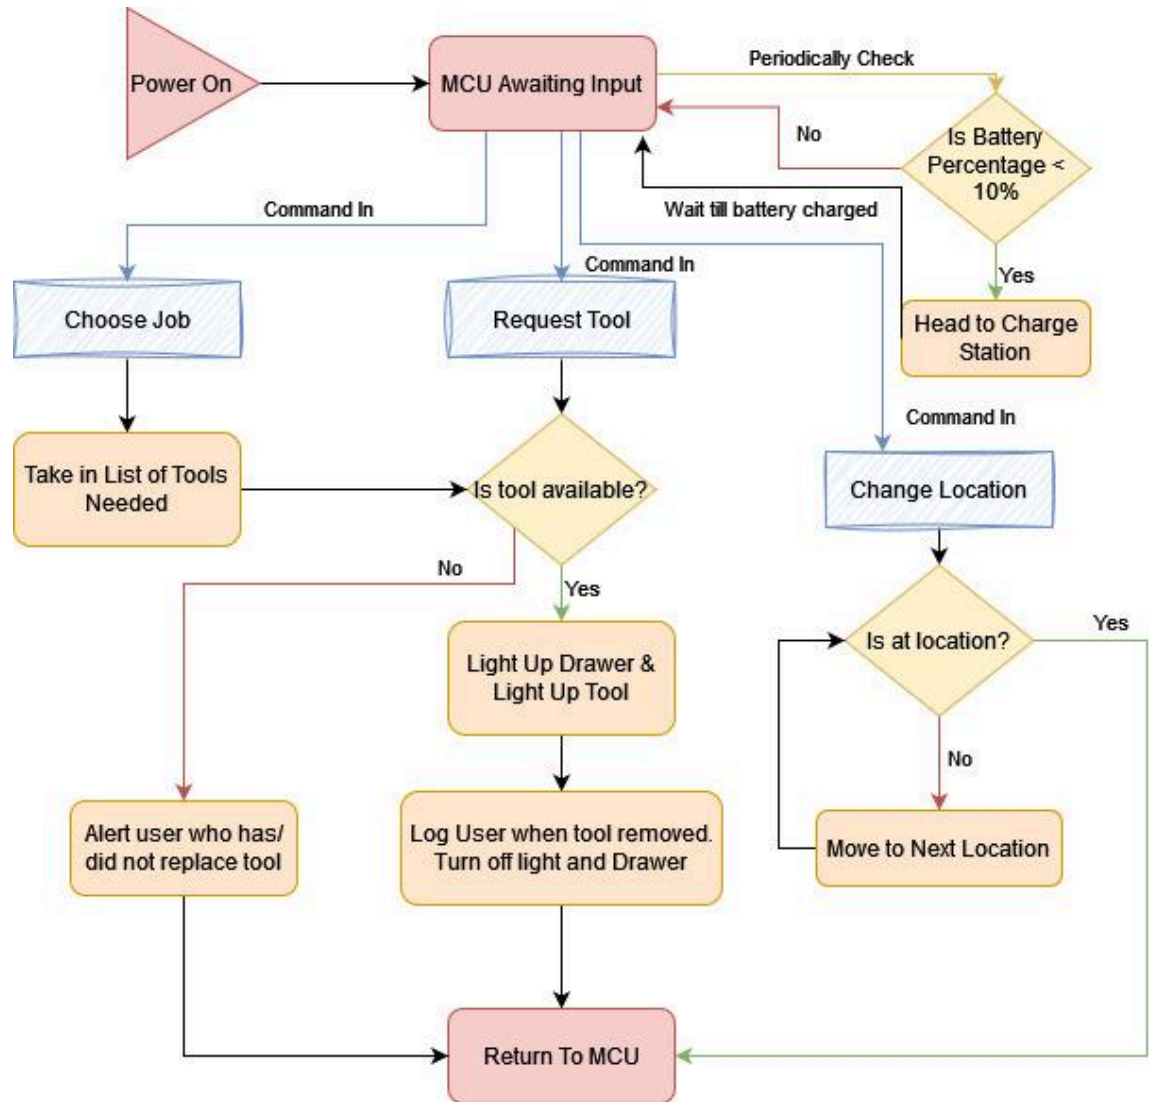 Power On
MCU Awaiting Input
Periodically Check
Is Battery
Percentage <
10%
No
Wait till battery charged
Command In
Command In
Yes
Choose Job
Request Tool
Head to Charge
Station
Command In
Take in List of Tools
Needed
Is tool available?
Change Location
No
Yes
Is at location?
Yes
Light Up Drawer &
Light Up Tool
No
Alert user who has/
did not replace tool
Log User when tool removed.
Turn off light and Drawer
Move to Next Location
Return To MCU